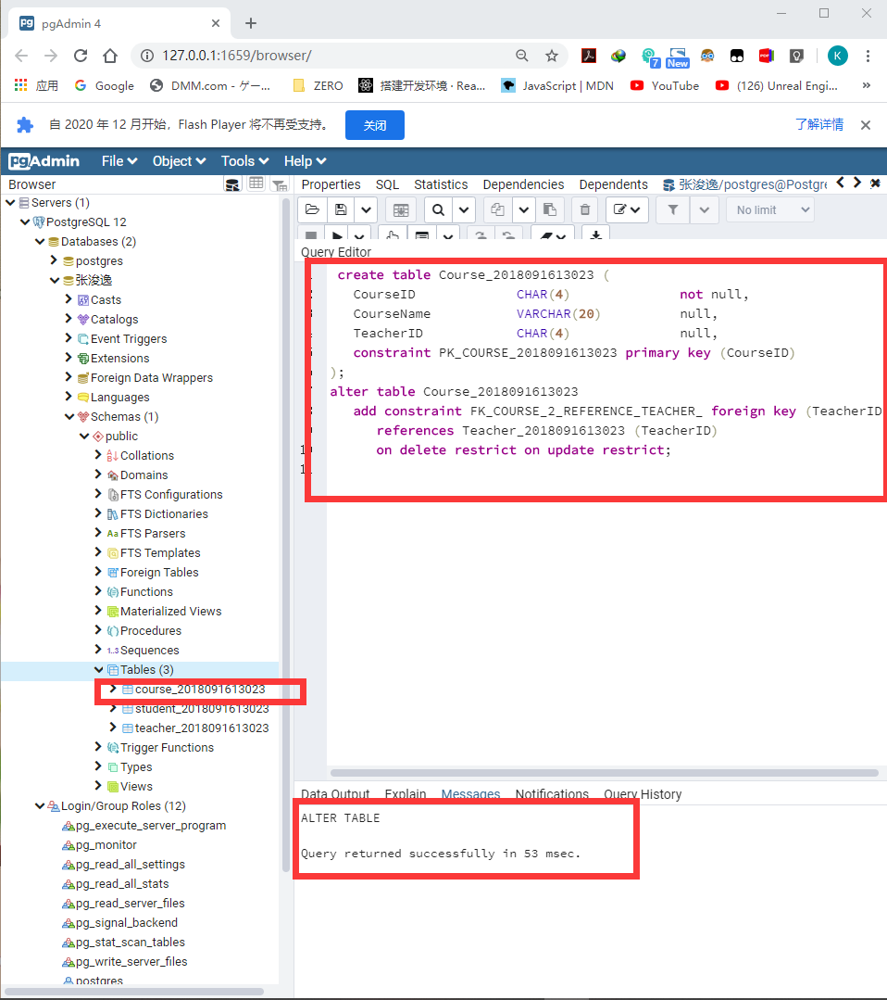 pgAdmin 4
127.0.0.1:1659/browser/
7
New
PDF
K
应用
Google
DMM.com - ゲー...
ZERO
搭建开发环境 · Rea...
JavaScript | MDN
YouTube
(126) Unreal Engi...
»
自 2020 年 12 月开始，Flash Player 将不再受支持。
关闭
了解详情
pgAdmin
File
Object
Tools
Help
Browser
Properties
SQL
Statistics
Dependencies
Dependents
张浚逸/postgres@Postgre
No limit
Query Editor
Servers (1)
PostgreSQL 12
Databases (2)
postgres
张浚逸
Casts
Catalogs
Event Triggers
Extensions
Foreign Data Wrappers
Languages
Schemas (1)
public
Collations
Domains
FTS Configurations
FTS Dictionaries
FTS Parsers
FTS Templates
Foreign Tables
Functions
Materialized Views
Procedures
Sequences
Tables (3)
course_2018091613023
student_2018091613023
teacher_2018091613023
Trigger Functions
Types
Views
Login/Group Roles (12)
pg_execute_server_program
pg_monitor
pg_read_all_settings
pg_read_all_stats
pg_read_server_files
pg_signal_backend
pg_stat_scan_tables
pg_write_server_files
postgres
create table Course_2018091613023 (
CourseID CHAR(4) not null,
CourseName VARCHAR(20) null,
TeacherID CHAR(4) null,
constraint PK_COURSE_2018091613023 primary key (CourseID)
);
alter table Course_2018091613023
add constraint FK_COURSE_2_REFERENCE_TEACHER_ foreign key (TeacherID
references Teacher_2018091613023 (TeacherID)
on delete restrict on update restrict;
Data Output
Explain
Messages
Notifications
Query History
ALTER TABLE
Query returned successfully in 53 msec.